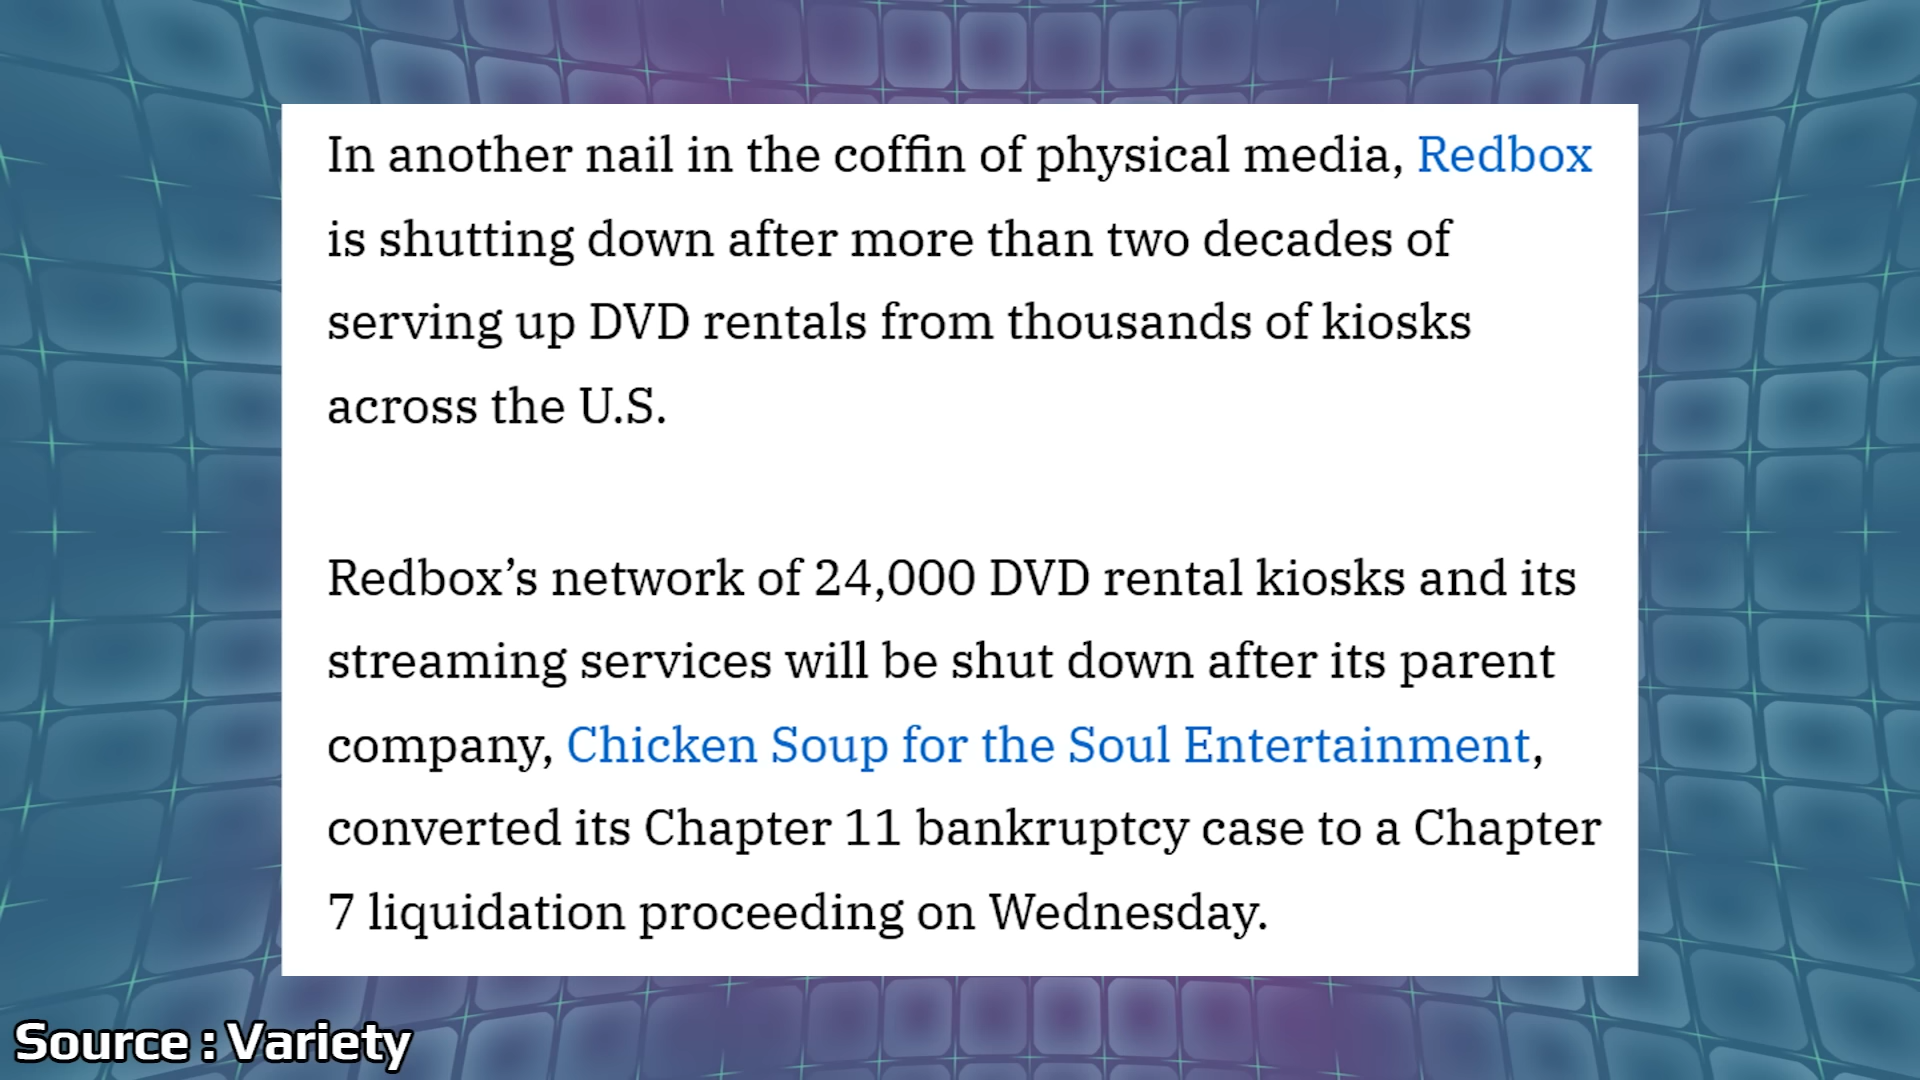 In another nail in the coffin of physical media, Redbox
is shutting down after more than two decades of
serving up DVD rentals from thousands of kiosks
across the U.S.
Redbox’s network of 24,000 DVD rental kiosks and its
streaming services will be shut down after its parent
company, Chicken Soup for the Soul Entertainment,
converted its Chapter 11 bankruptcy case to a Chapter
7 liquidation proceeding on Wednesday.
Source : Variety